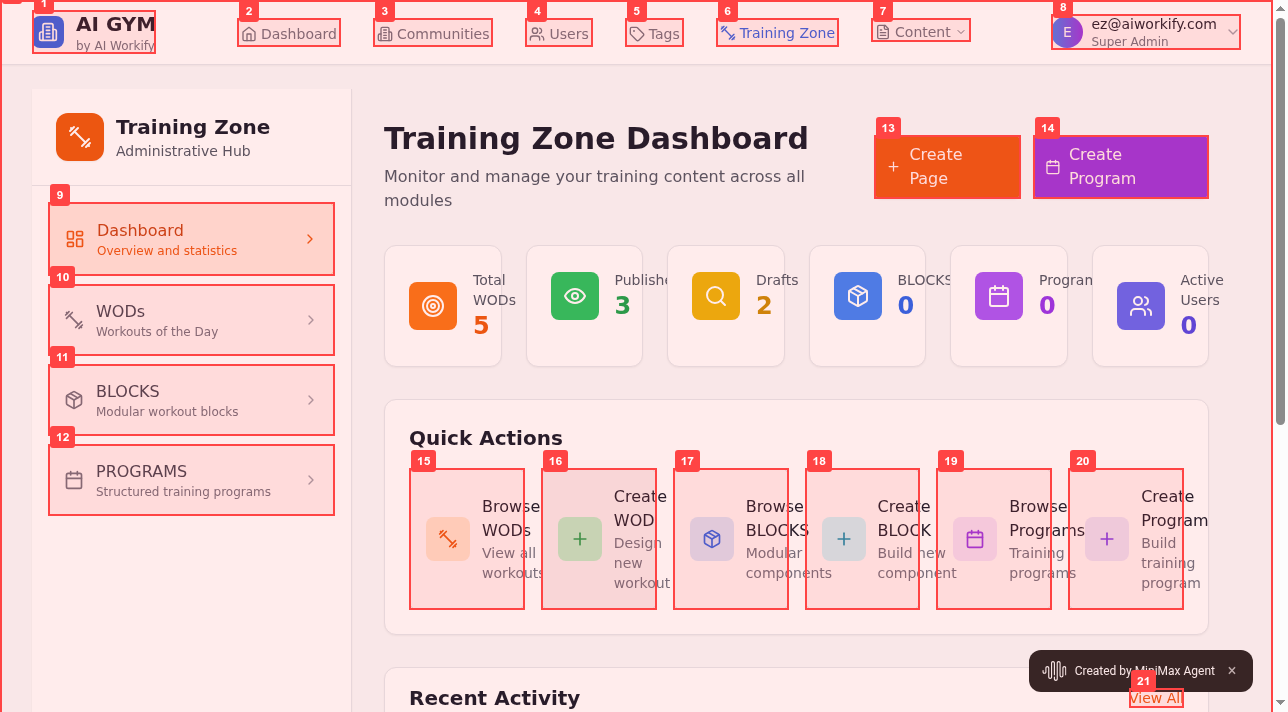 1
AI GYM
by AI Workify
2
Dashboard
3
Communities
4
Users
5
Tags
6
Training Zone
7
Content
8
E
ez@aiworkify.com
Super Admin
Training Zone
Administrative Hub
9
Dashboard
Overview and statistics
10
WODs
Workouts of the Day
11
BLOCKS
Modular workout blocks
12
PROGRAMS
Structured training programs
Training Zone Dashboard
Monitor and manage your training content across all
modules
13
Create
Page
14
Create
Program
Total
WODs
5
Publishe
3
Drafts
2
BLOCKS
0
Program
0
Active
Users
0
Quick Actions
15
Browse
WODs
View all
workouts
16
Create
WOD
Design
new
workout
17
Browse
BLOCKS
Modular
components
18
Create
BLOCK
Build new
component
19
Browse
Programs
Training
programs
20
Create
Program
Build
training
program
Recent Activity
21
View All
Created by MiniMax Agent ×